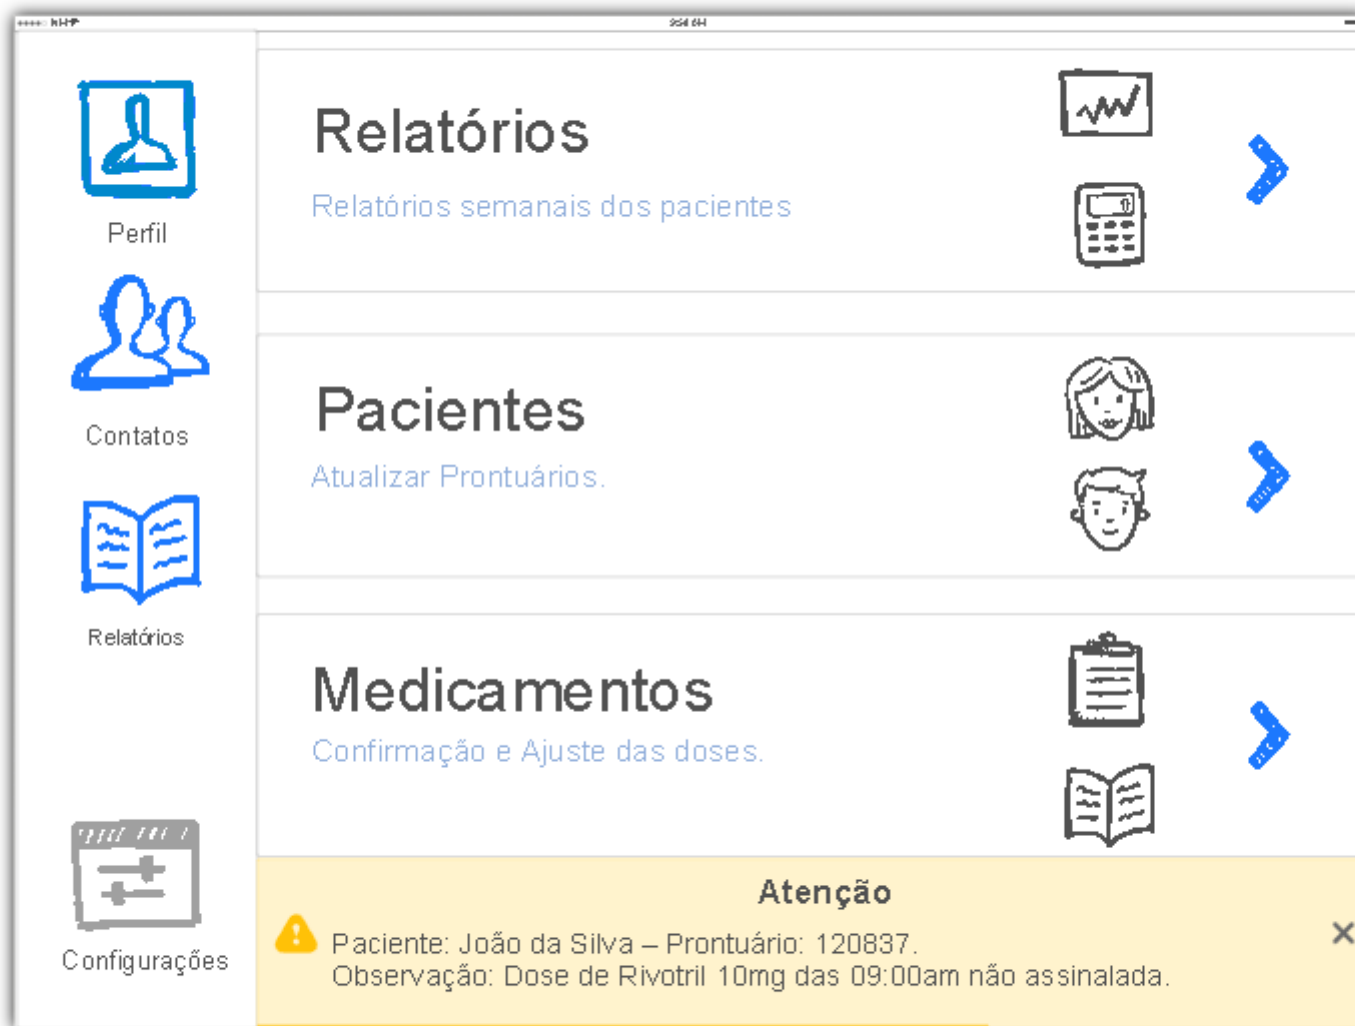 Perfil
Contatos
Relatórios
Configurações
Relatórios
Relatórios semanais dos pacientes
Pacientes
Atualizar Prontuários.
Medicamentos
Confirmação e Ajuste das doses.
Atenção
Paciente: João da Silva – Prontuário: 120837.
Observação: Dose de Rivotril 10mg das 09:00am não assinalada.